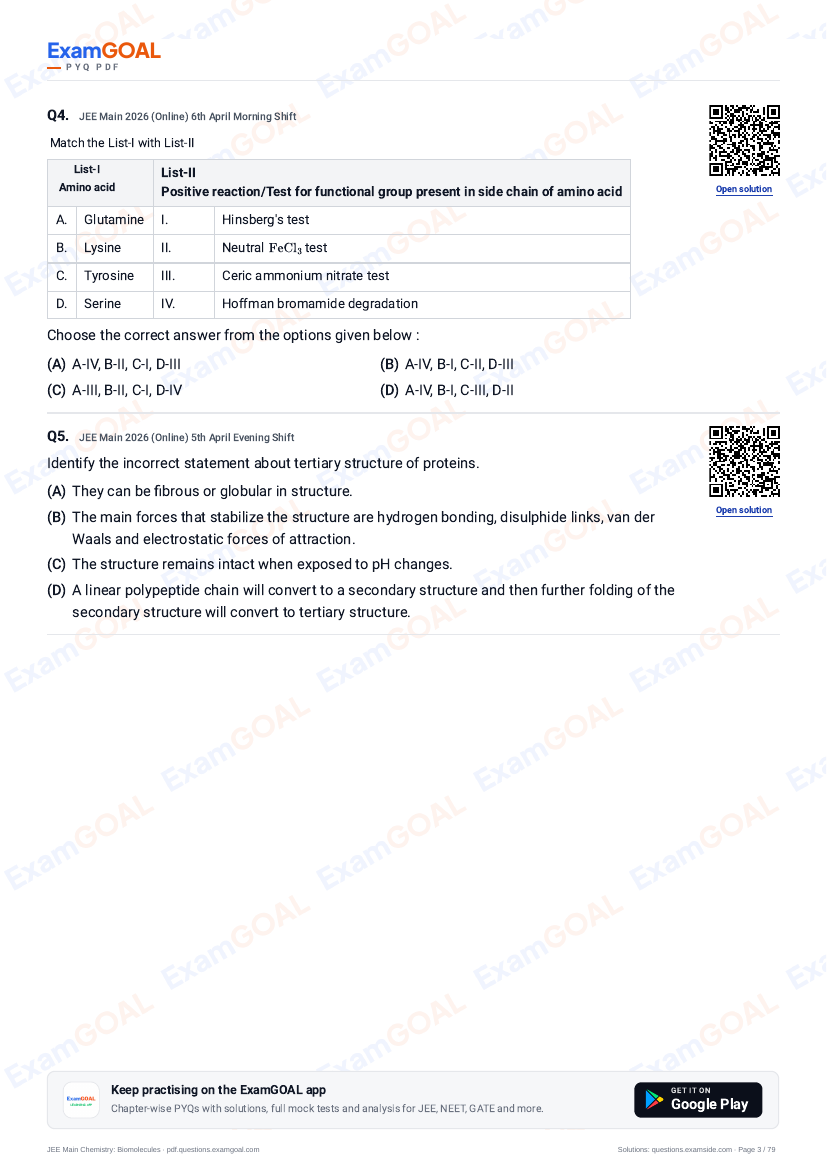 ExamGOAL
PYQ PDF
Q4. JEE Main 2026 (Online) 6th April Morning Shift
Match the List-I with List-II
List-I
Amino acid
List-II
Positive reaction/Test for functional group present in side chain of amino acid
A. Glutamine I. Hinsberg's test
B. Lysine II. Neutral FeCl₃ test
C. Tyrosine III. Ceric ammonium nitrate test
D. Serine IV. Hoffman bromamide degradation
Open solution
Choose the correct answer from the options given below :
(A) A-IV, B-II, C-I, D-III (B) A-IV, B-I, C-II, D-III
(C) A-III, B-II, C-I, D-IV (D) A-IV, B-I, C-III, D-II
Q5. JEE Main 2026 (Online) 5th April Evening Shift
Identify the incorrect statement about tertiary structure of proteins.
(A) They can be fibrous or globular in structure.
(B) The main forces that stabilize the structure are hydrogen bonding, disulphide links, van der
Waals and electrostatic forces of attraction.
(C) The structure remains intact when exposed to pH changes.
(D) A linear polypeptide chain will convert to a secondary structure and then further folding of the
secondary structure will convert to tertiary structure.
Open solution
ExamGOAL
Keep practising on the ExamGOAL app
Chapter-wise PYQs with solutions, full mock tests and analysis for JEE, NEET, GATE and more.
GET IT ON
Google Play
JEE Main Chemistry: Biomolecules · pdf.questions.examgoal.com
Solutions: questions.examside.com · Page 3 / 79